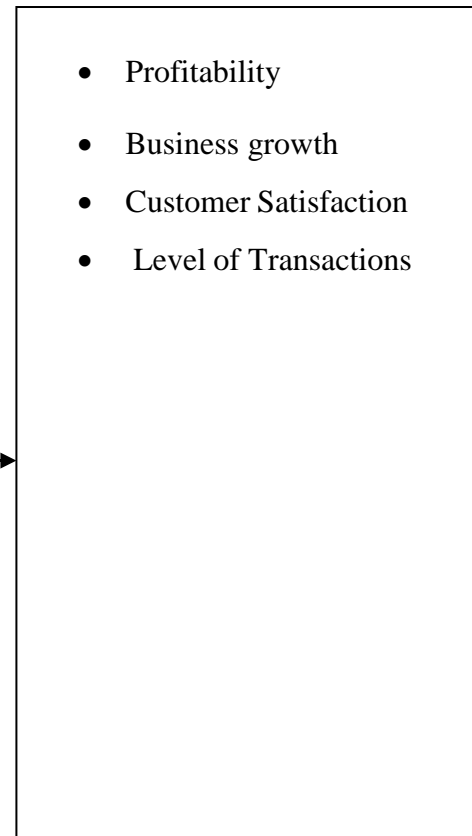 • Profitability
• Business growth
• Customer Satisfaction
• Level of Transactions